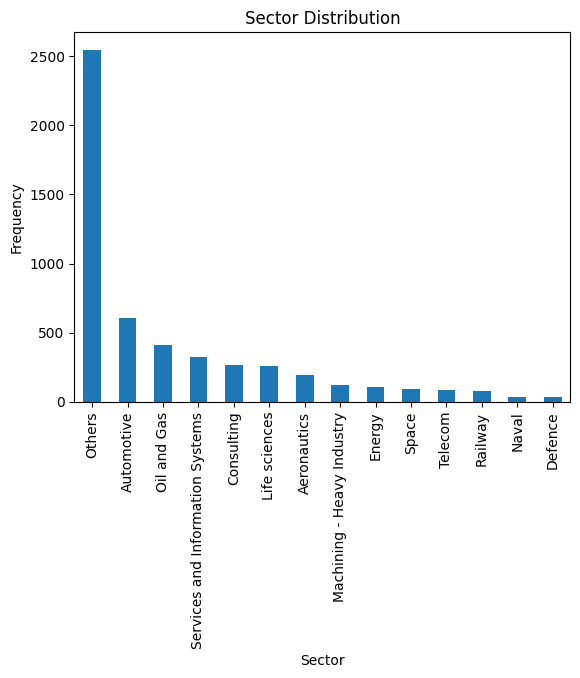 Sector Distribution
Frequency
2500
2000
1500
1000
500
0
Others
Automotive
Oil and Gas
Services and Information Systems
Consulting
Life sciences
Aeronautics
Machining - Heavy Industry
Energy
Space
Telecom
Railway
Naval
Defence
Sector